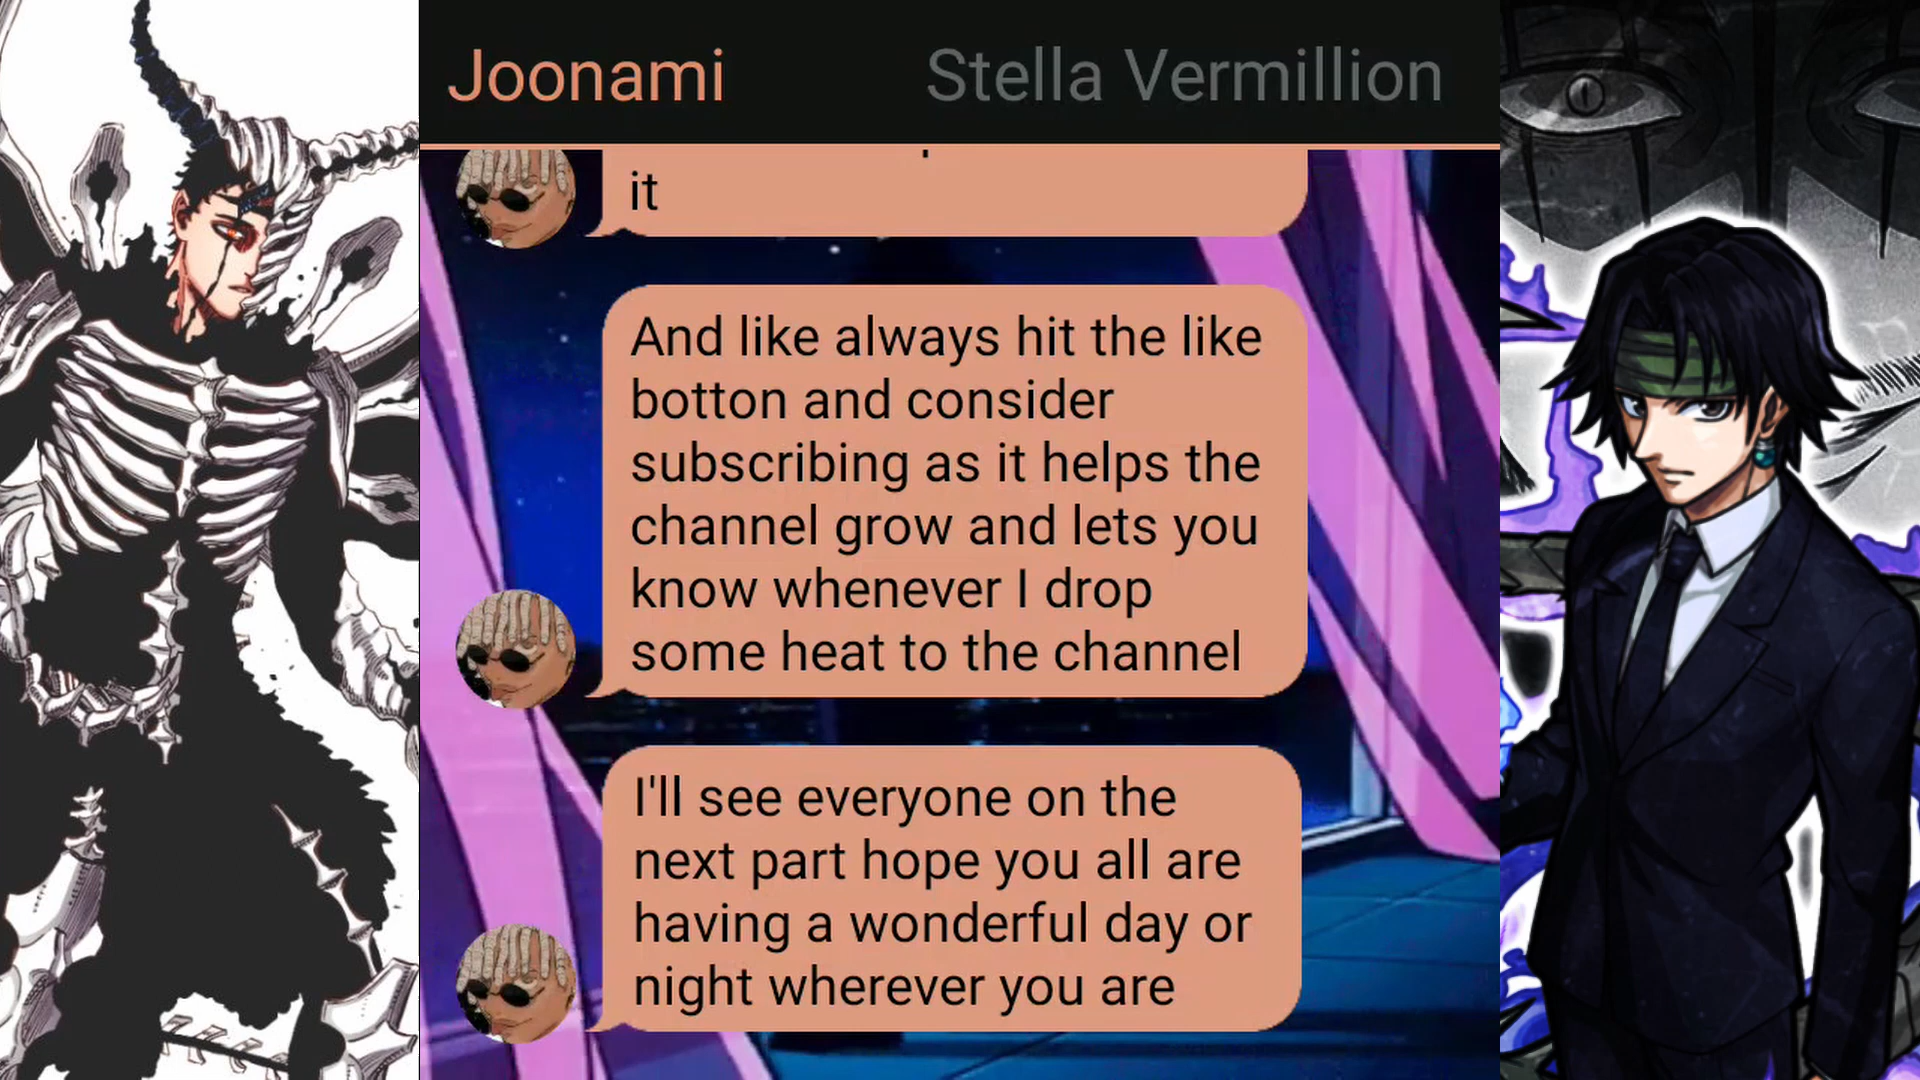 Joonami
Stella Vermillion
it
And like always hit the like
botton and consider
subscribing as it helps the
channel grow and lets you
know whenever I drop
some heat to the channel
I'll see everyone on the
next part hope you all are
having a wonderful day or
night wherever you are